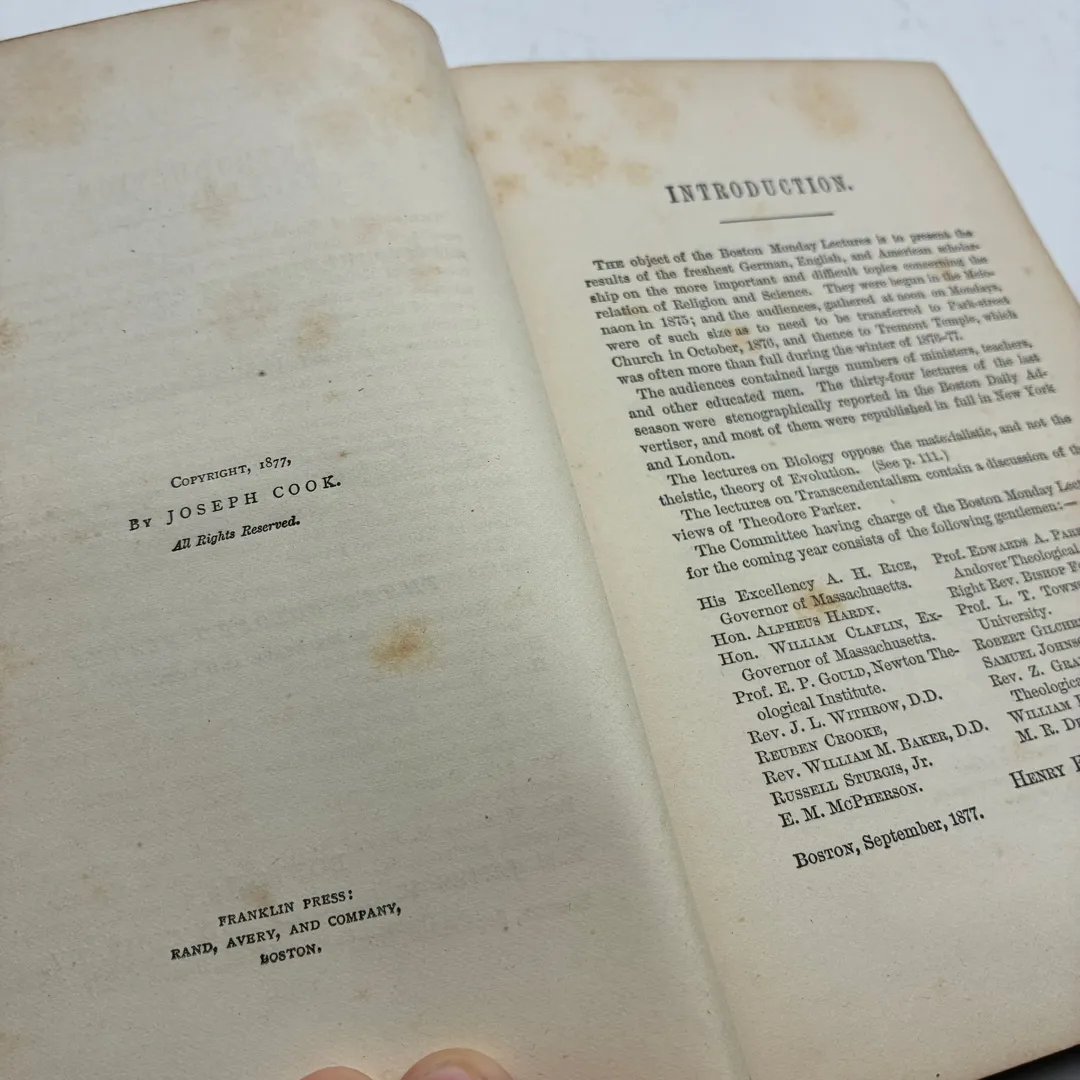 COPYRIGHT, 1877,
BY JOSEPH COOK.
All Rights Reserved.
FRANKLIN PRESS:
RAND, AVERY, AND COMPANY,
BOSTON.
INTRODUCTION.
THE object of the Boston Monday Lectures is to present the
results of the freshest German, English, and American scholar-
ship on the more important and difficult topics concerning the
relation of Religion and Science. They were begun in the Meio-
naon in 1875; and the audiences, gathered at noon on Mondays,
were of such size as to need to be transferred to Park-street
Church in October, 1876, and thence to Tremont Temple, which
was often more than full during the winter of 1876-77.
The audiences contained large numbers of ministers, teachers,
and other educated men. The thirty-four lectures of the last
season were stenographically reported in the Boston Daily Ad-
vertiser, and most of them were republished in full in New York
and London.
The lectures on Biology oppose the materialistic, and not the
theistic, theory of Evolution. (See p. 111.)
The lectures on Transcendentalism contain a discussion of the
views of Theodore Parker.
The Committee having charge of the Boston Monday Lect
for the coming year consists of the following gentlemen:—
His Excellency A. H. RICE,
Governor of Massachusetts.
Hon. ALPHEUS HARDY.
Hon. WILLIAM CLAFLIN, Ex-
Governor of Massachusetts.
Prof. E. P. GOULD, Newton The-
ological Institute.
Rev. J. L. WITHROW, D.D.
REUBEN CROOKE,
Rev. WILLIAM M. BAKER, D.D.
RUSSELL STURGIS, Jr.
E. M. MCPHERSON.
Prof. EDWARDS A. PAR
Andover Theological
Right Rev. BISHOP F
Prof. L. T. TOWNS
University.
ROBERT GILCHRI
SAMUEL JOHNSO
Rev. Z. GRA
Theological
WILLIAM
M. R. DE
HENRY F
BOSTON, September, 1877.